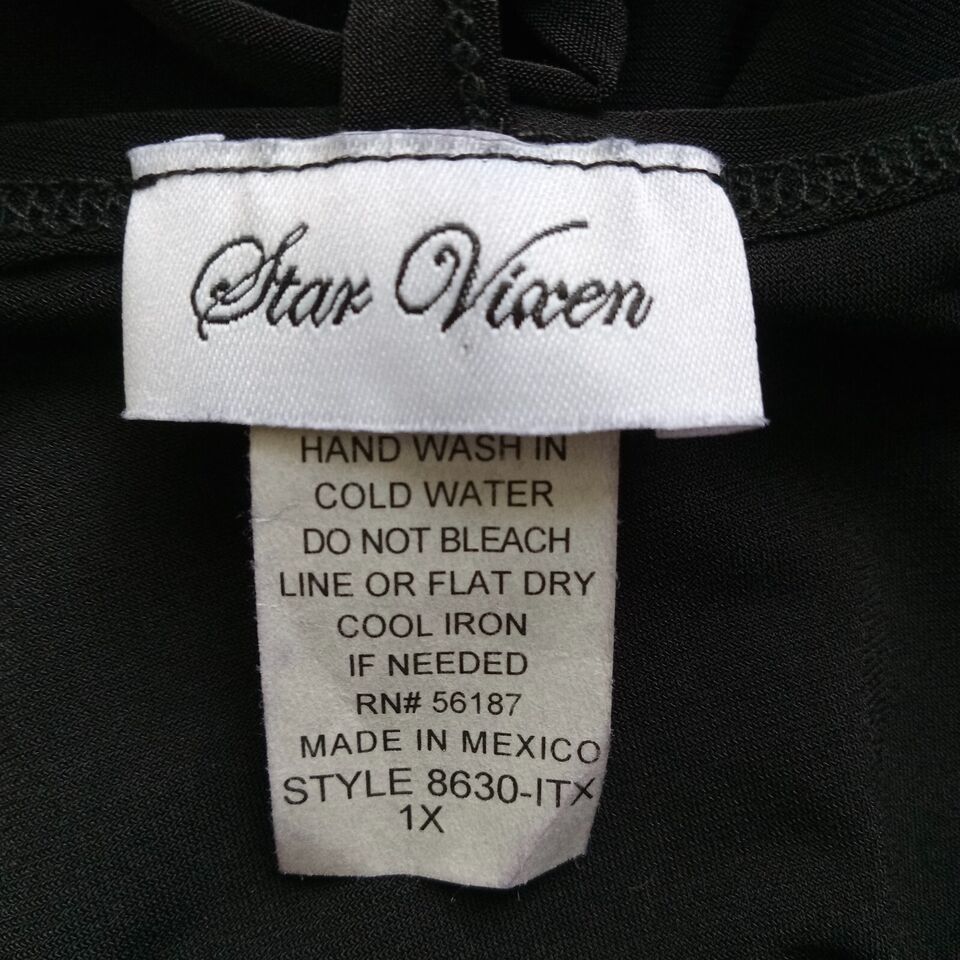 Star Vixen
HAND WASH IN
COLD WATER
DO NOT BLEACH
LINE OR FLAT DRY
COOL IRON
IF NEEDED
RN# 56187
MADE IN MEXICO
STYLE 8630-ITX
1X